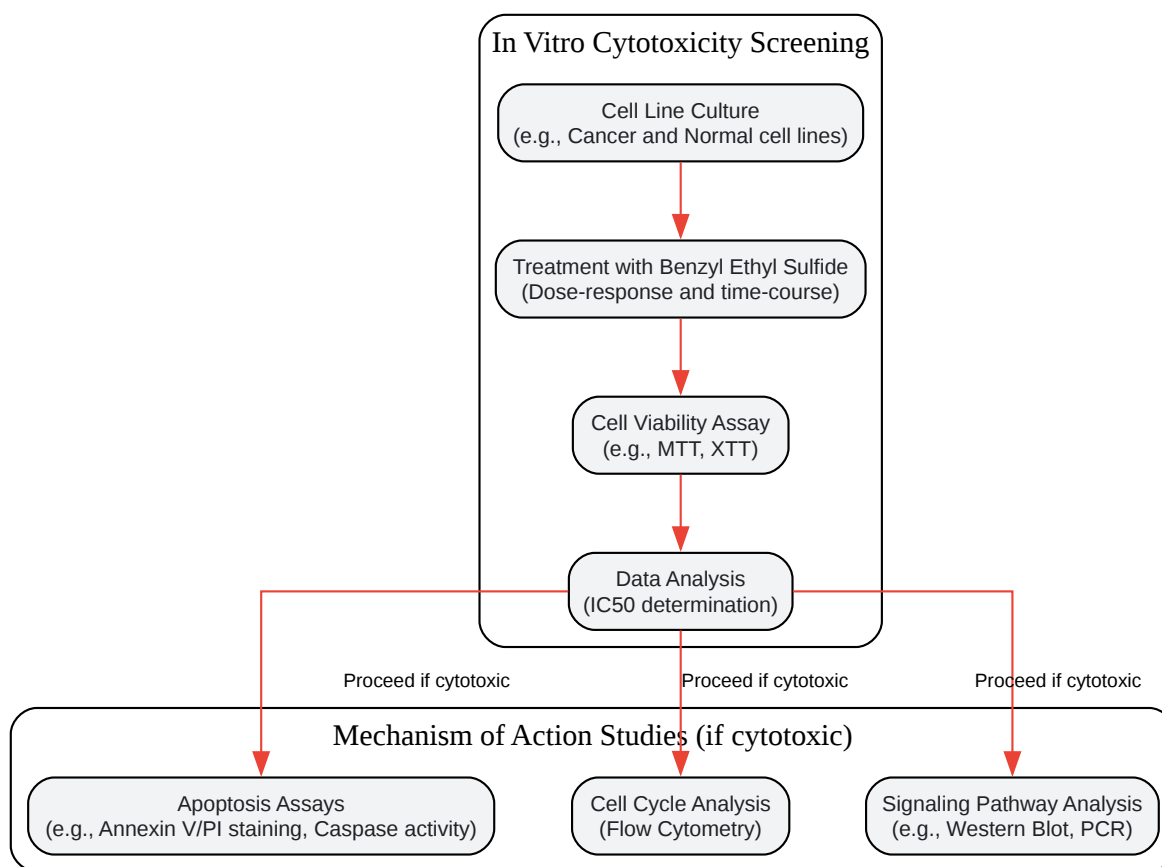 In Vitro Cytotoxicity Screening
Cell Line Culture
(e.g., Cancer and Normal cell lines)
Treatment with Benzyl Ethyl Sulfide
(Dose-response and time-course)
Cell Viability Assay
(e.g., MTT, XTT)
Data Analysis
(IC50 determination)
Proceed if cytotoxic
Proceed if cytotoxic
Proceed if cytotoxic
Mechanism of Action Studies (if cytotoxic)
Apoptosis Assays
(e.g., Annexin V/PI staining, Caspase activity)
Cell Cycle Analysis
(Flow Cytometry)
Signaling Pathway Analysis
(e.g., Western Blot, PCR)